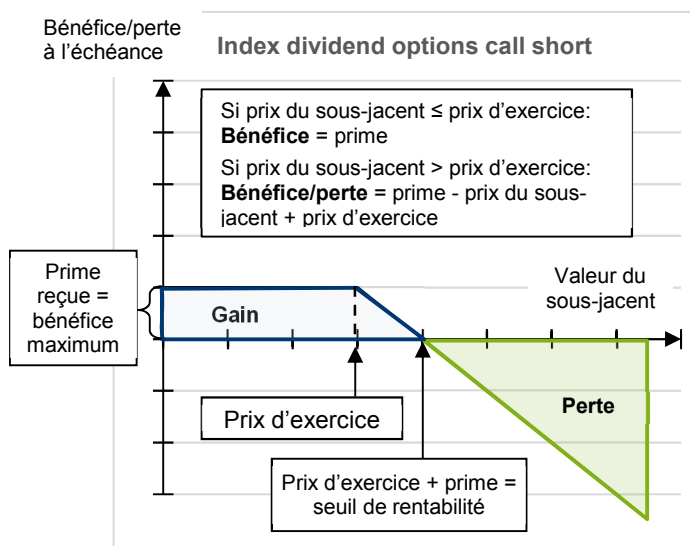 Bénéfice/perte
à l'échéance
Index dividend options call short
Si prix du sous-jacent ≤ prix d'exercice:
Bénéfice = prime
Si prix du sous-jacent > prix d'exercice:
Bénéfice/perte = prime - prix du sous-
jacent + prix d'exercice
Prime
reçue =
bénéfice
maximum
Valeur du
sous-jacent
Gain
Prix d'exercice
Perte
Prix d'exercice + prime =
seuil de rentabilité